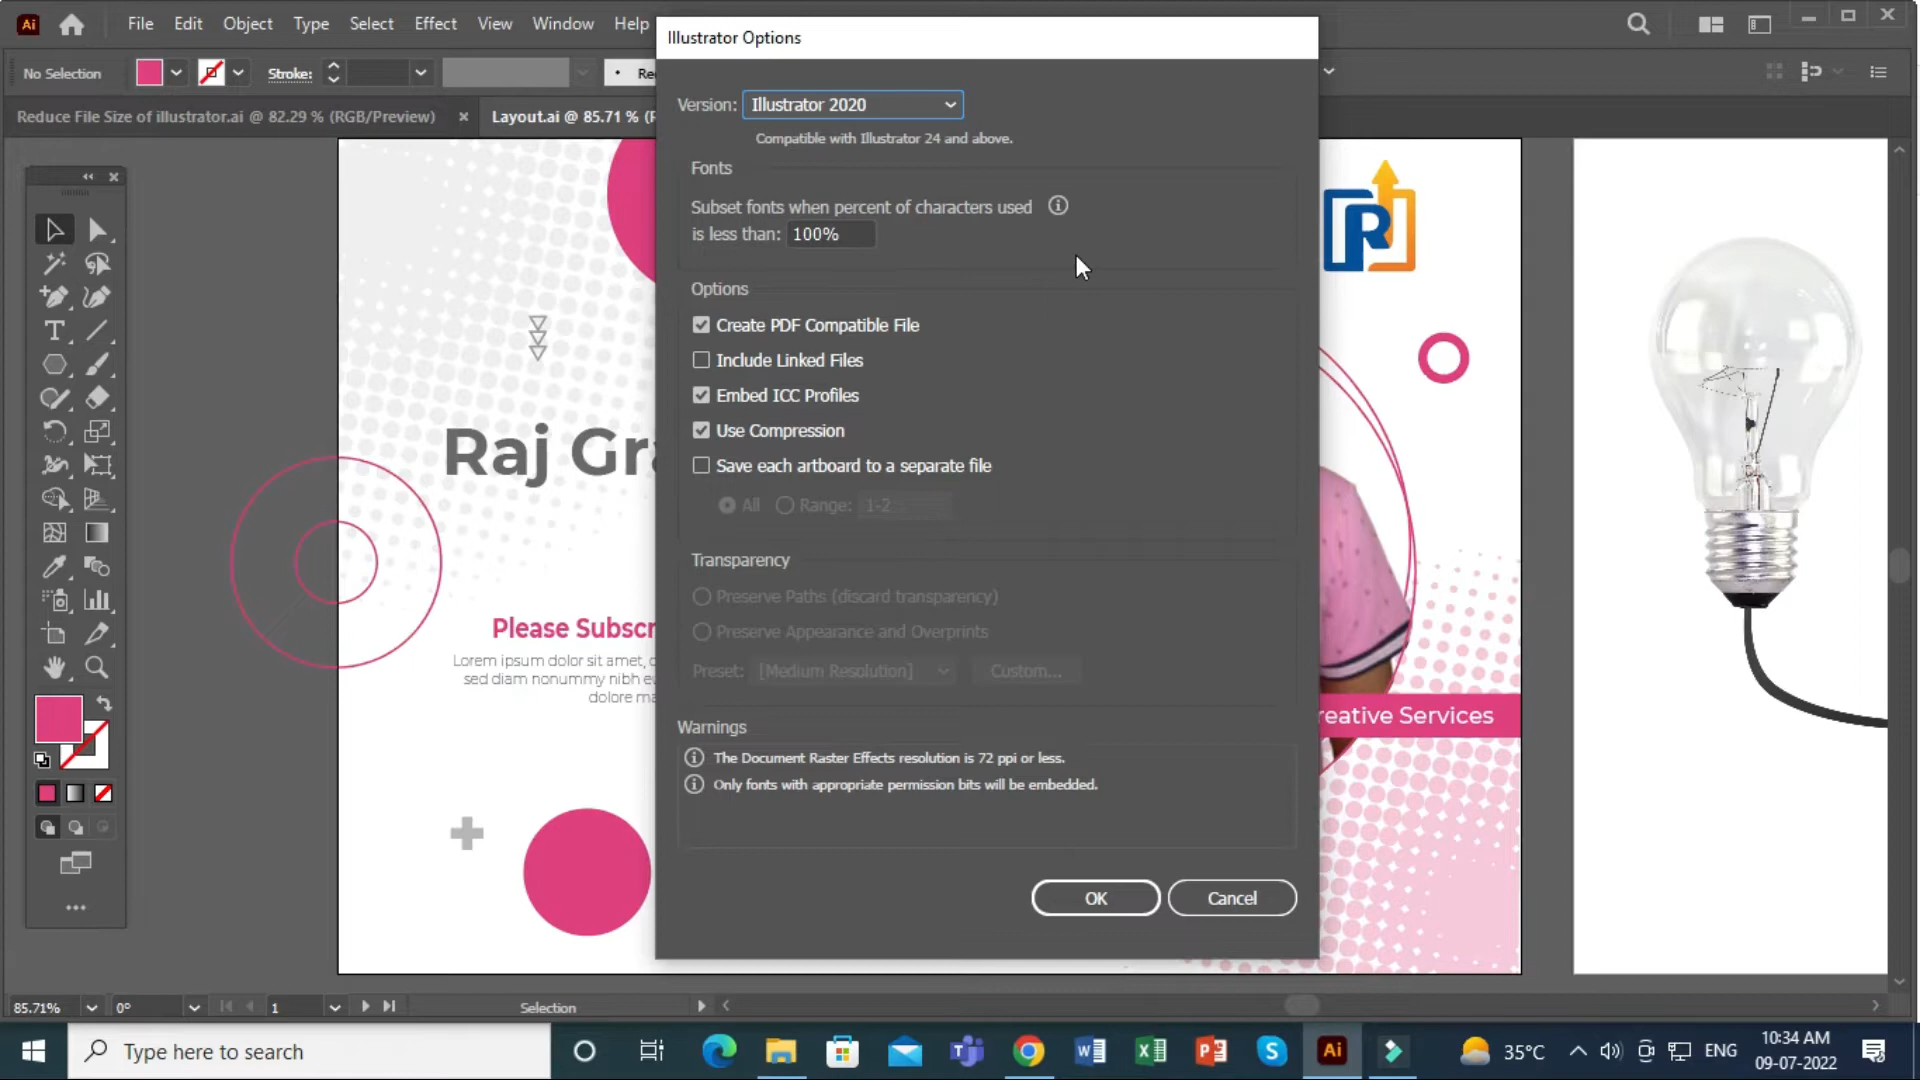 Ai
File Edit Object Type Select Effect View Window Help
Illustrator Options
No Selection
Stroke:
Reduce File Size of illustrator.ai @ 82.29 % (RGB/Preview)
Layout.ai @ 85.71 %
Version: Illustrator 2020
Compatible with Illustrator 24 and above.
Fonts
Subset fonts when percent of characters used
is less than: 100%
Options
Create PDF Compatible File
Include Linked Files
Embed ICC Profiles
Use Compression
Save each artboard to a separate file
All Range: 1-2
Transparency
Preserve Paths (discard transparency)
Preserve Appearance and Overprints
Preset: [Medium Resolution] Custom...
Warnings
The Document Raster Effects resolution is 72 ppi or less.
Only fonts with appropriate permission bits will be embedded.
OK Cancel
Raj Gra
Please Subscr
Lorem ipsum dolor sit amet,
sed diam nonummy nibh eu
dolore ma
reative Services
85.71% 0° 1 Selection
Type here to search
35°C ENG 10:34 AM
09-07-2022